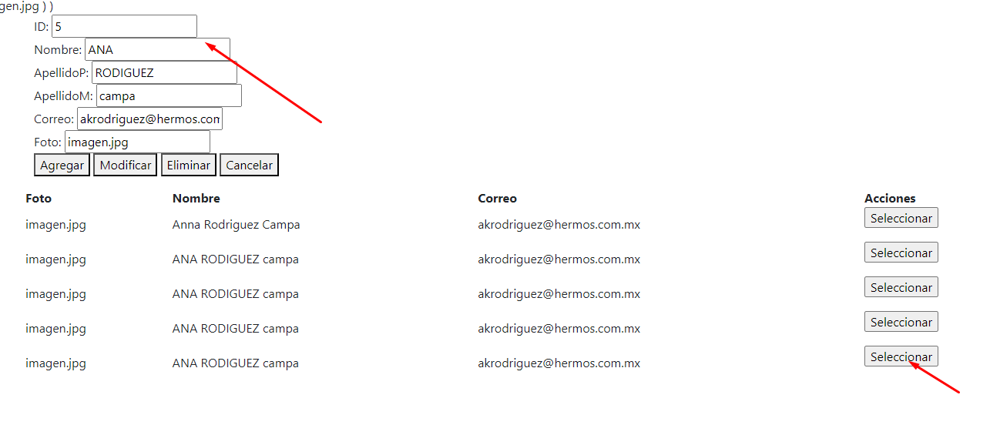 gen.jpg ) )
ID: 5
Nombre: ANA
ApellidoP: RODIGUEZ
ApellidoM: campa
Correo: akrodriguez@hermos.com
Foto: imagen.jpg
Agregar Modificar Eliminar Cancelar
Foto Nombre Correo Acciones
imagen.jpg Anna Rodriguez Campa akrodriguez@hermos.com.mx Seleccionar
imagen.jpg ANA RODIGUEZ campa akrodriguez@hermos.com.mx Seleccionar
imagen.jpg ANA RODIGUEZ campa akrodriguez@hermos.com.mx Seleccionar
imagen.jpg ANA RODIGUEZ campa akrodriguez@hermos.com.mx Seleccionar
imagen.jpg ANA RODIGUEZ campa akrodriguez@hermos.com.mx Seleccionar